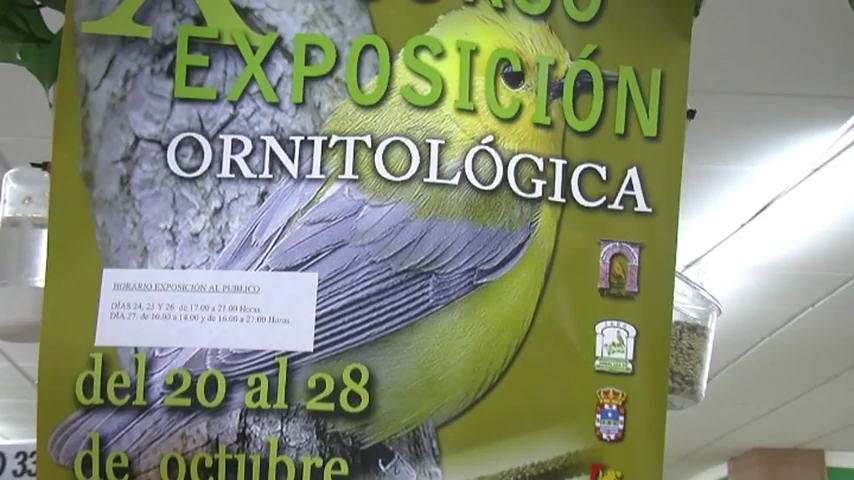 X
EXPOSICIÓN
ORNITOLÓGICA
HORARIO EXPOSICIÓN AL PUBLICO
DÍAS 24, 25 Y 26: de 17:00 a 21:00 Horas.
DÍA 27: de 10:00 a 14:00 y de 16:00 a 21:00 Horas.
del 20 al 28
de octubre
O 33